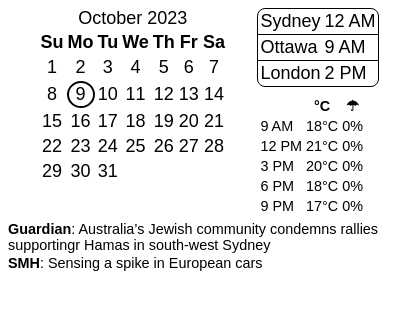 October 2023
Su Mo Tu We Th Fr Sa
1 2 3 4 5 6 7
8 9 10 11 12 13 14
15 16 17 18 19 20 21
22 23 24 25 26 27 28
29 30 31
Sydney 12 AM
Ottawa 9 AM
London 2 PM
°C ☂
9 AM 18°C 0%
12 PM 21°C 0%
3 PM 20°C 0%
6 PM 18°C 0%
9 PM 17°C 0%
Guardian: Australia’s Jewish community condemns rallies
supportingr Hamas in south-west Sydney
SMH: Sensing a spike in European cars